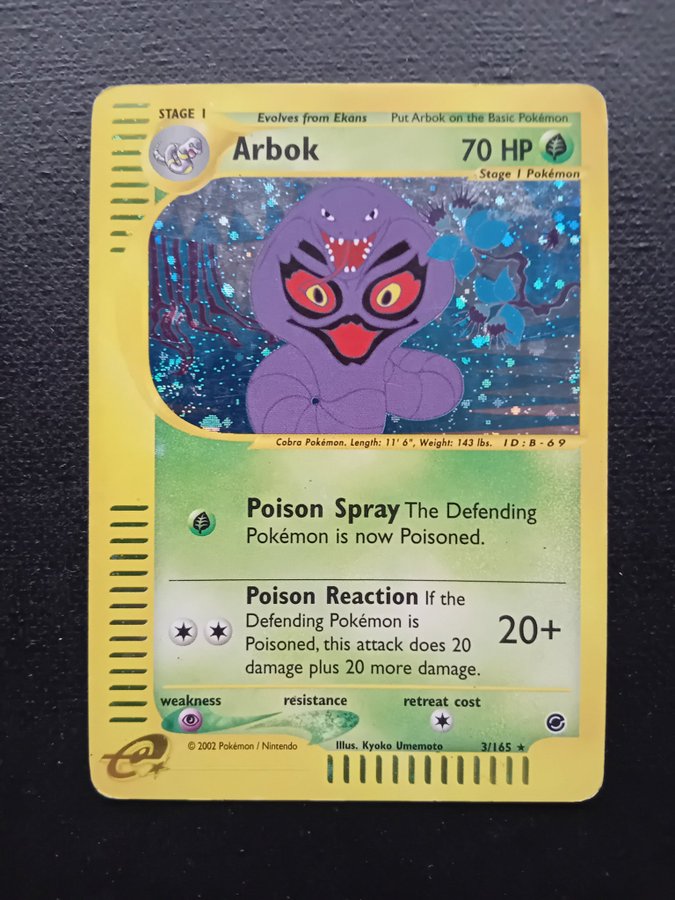 STAGE 1 Evolves from Ekans Put Arbok on the Basic Pokémon
Arbok 70 HP
Stage 1 Pokémon
Cobra Pokémon. Length: 11' 6", Weight: 143 lbs. ID:B-69
Poison Spray The Defending
Pokémon is now Poisoned.
Poison Reaction If the
Defending Pokémon is
Poisoned, this attack does 20
damage plus 20 more damage.
20+
weakness resistance retreat cost
© 2002 Pokémon / Nintendo Illus. Kyoko Umemoto 3/165 ★
e